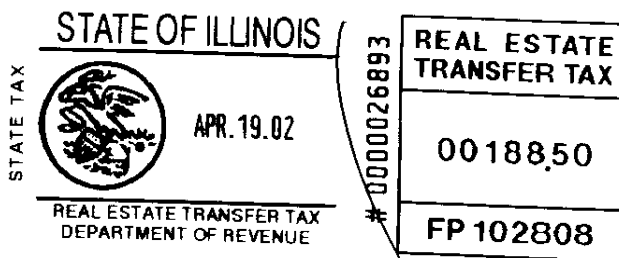 STATE OF ILLINOIS
STATE TAX
APR.19.02
REAL ESTATE TRANSFER TAX
DEPARTMENT OF REVENUE
# 0000026893
REAL ESTATE
TRANSFER TAX
00188.50
FP 102808